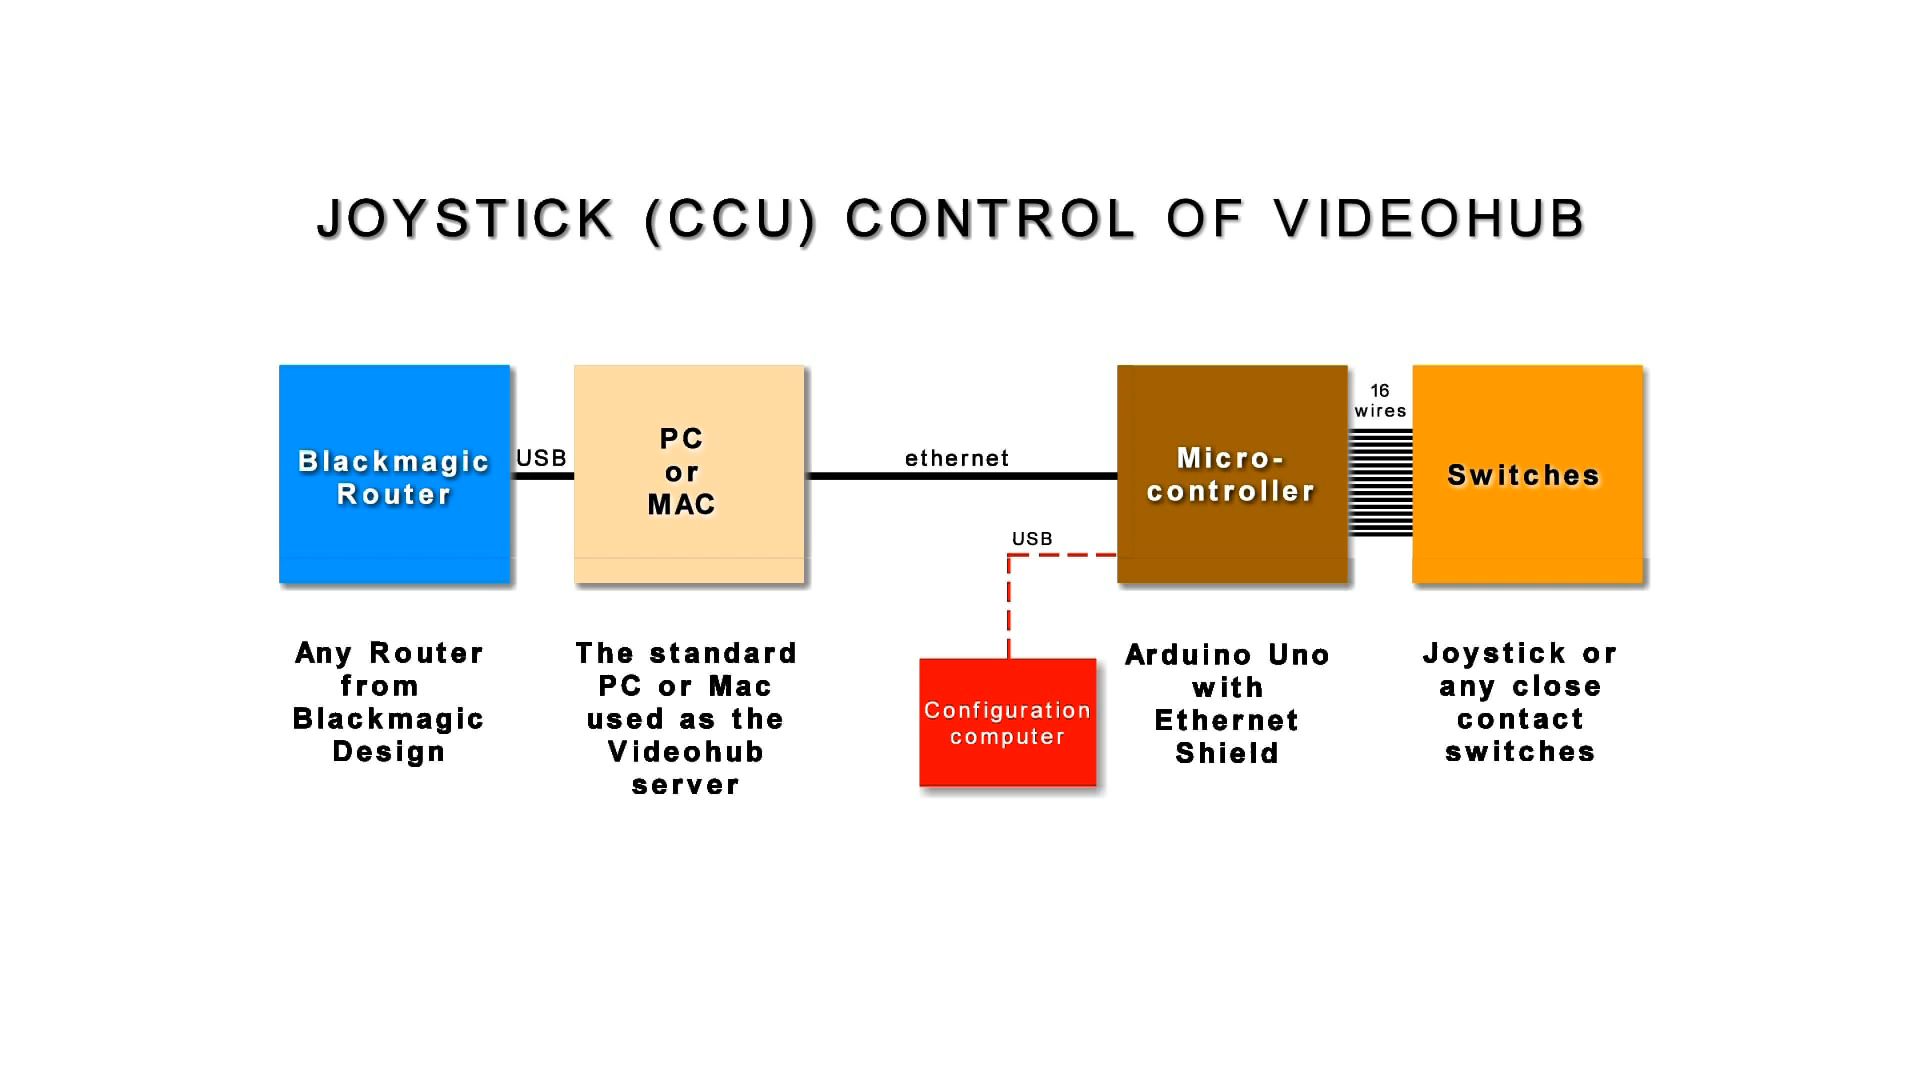 JOYSTICK (CCU) CONTROL OF VIDEOHUB
Blackmagic
Router
USB
PC
or
MAC
ethernet
Micro-
controller
16
wires
Switches
USB
Configuration
computer
Any Router
from
Blackmagic
Design
The standard
PC or Mac
used as the
Videohub
server
Arduino Uno
with
Ethernet
Shield
Joystick or
any close
contact
switches